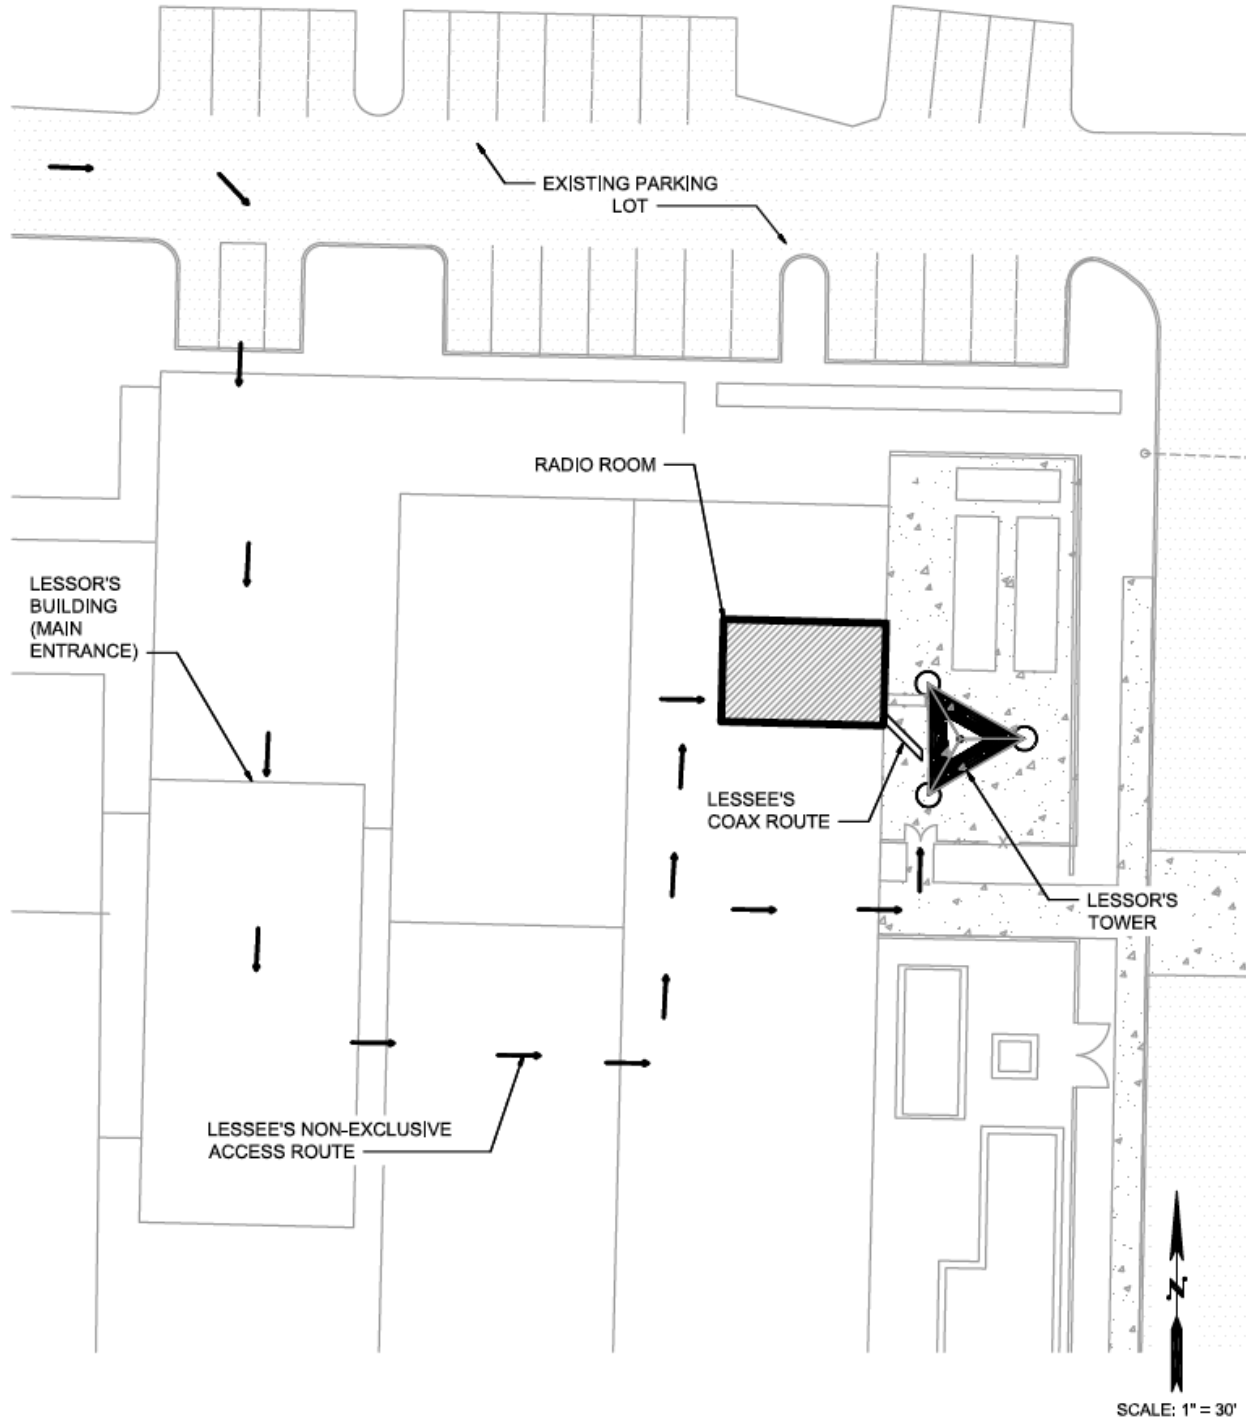 EXISTING PARKING
LOT
RADIO ROOM
LESSOR'S
BUILDING
(MAIN
ENTRANCE)
LESSEE'S
COAX ROUTE
LESSOR'S
TOWER
LESSEE'S NON-EXCLUSIVE
ACCESS ROUTE
X
N
SCALE: 1" = 30'